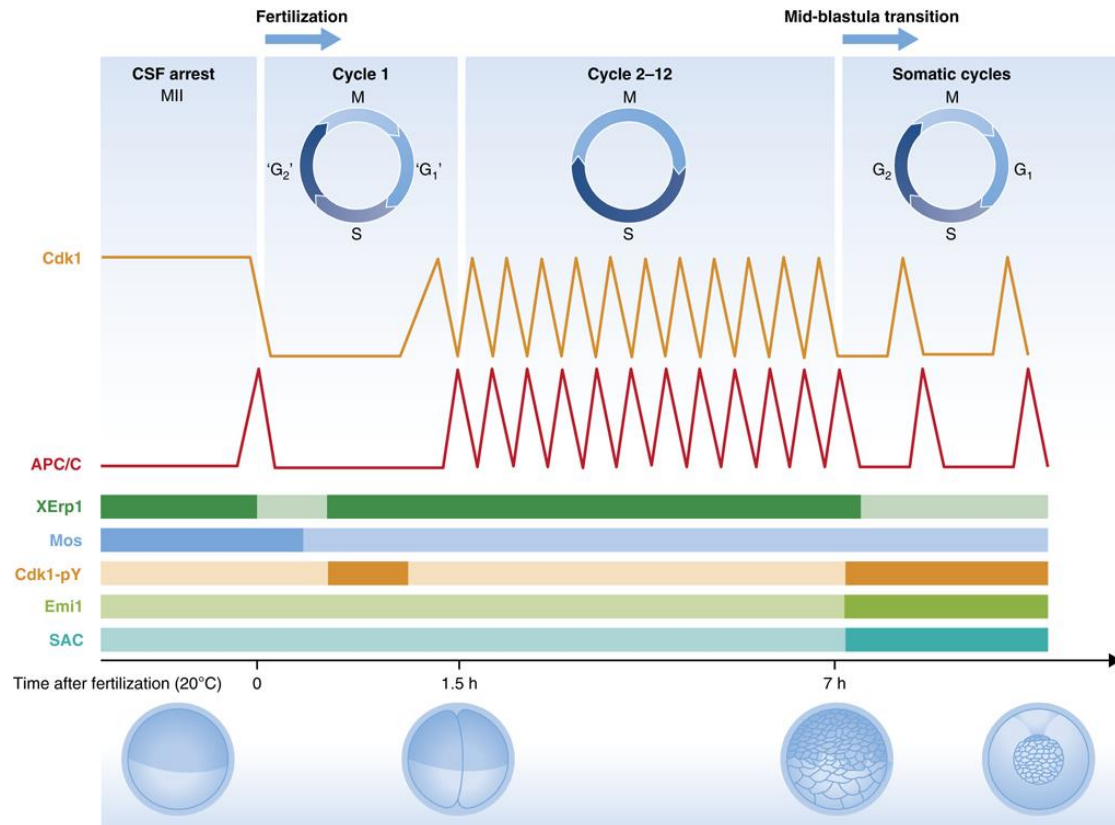 Fertilization
Mid-blastula transition
CSF arrest
MII
Cycle 1
M
'G2'
'G1'
S
Cycle 2–12
M
S
Somatic cycles
M
G2
G1
S
Cdk1
APC/C
XErp1
Mos
Cdk1-pY
Emi1
SAC
Time after fertilization (20°C) 0 1.5 h 7 h